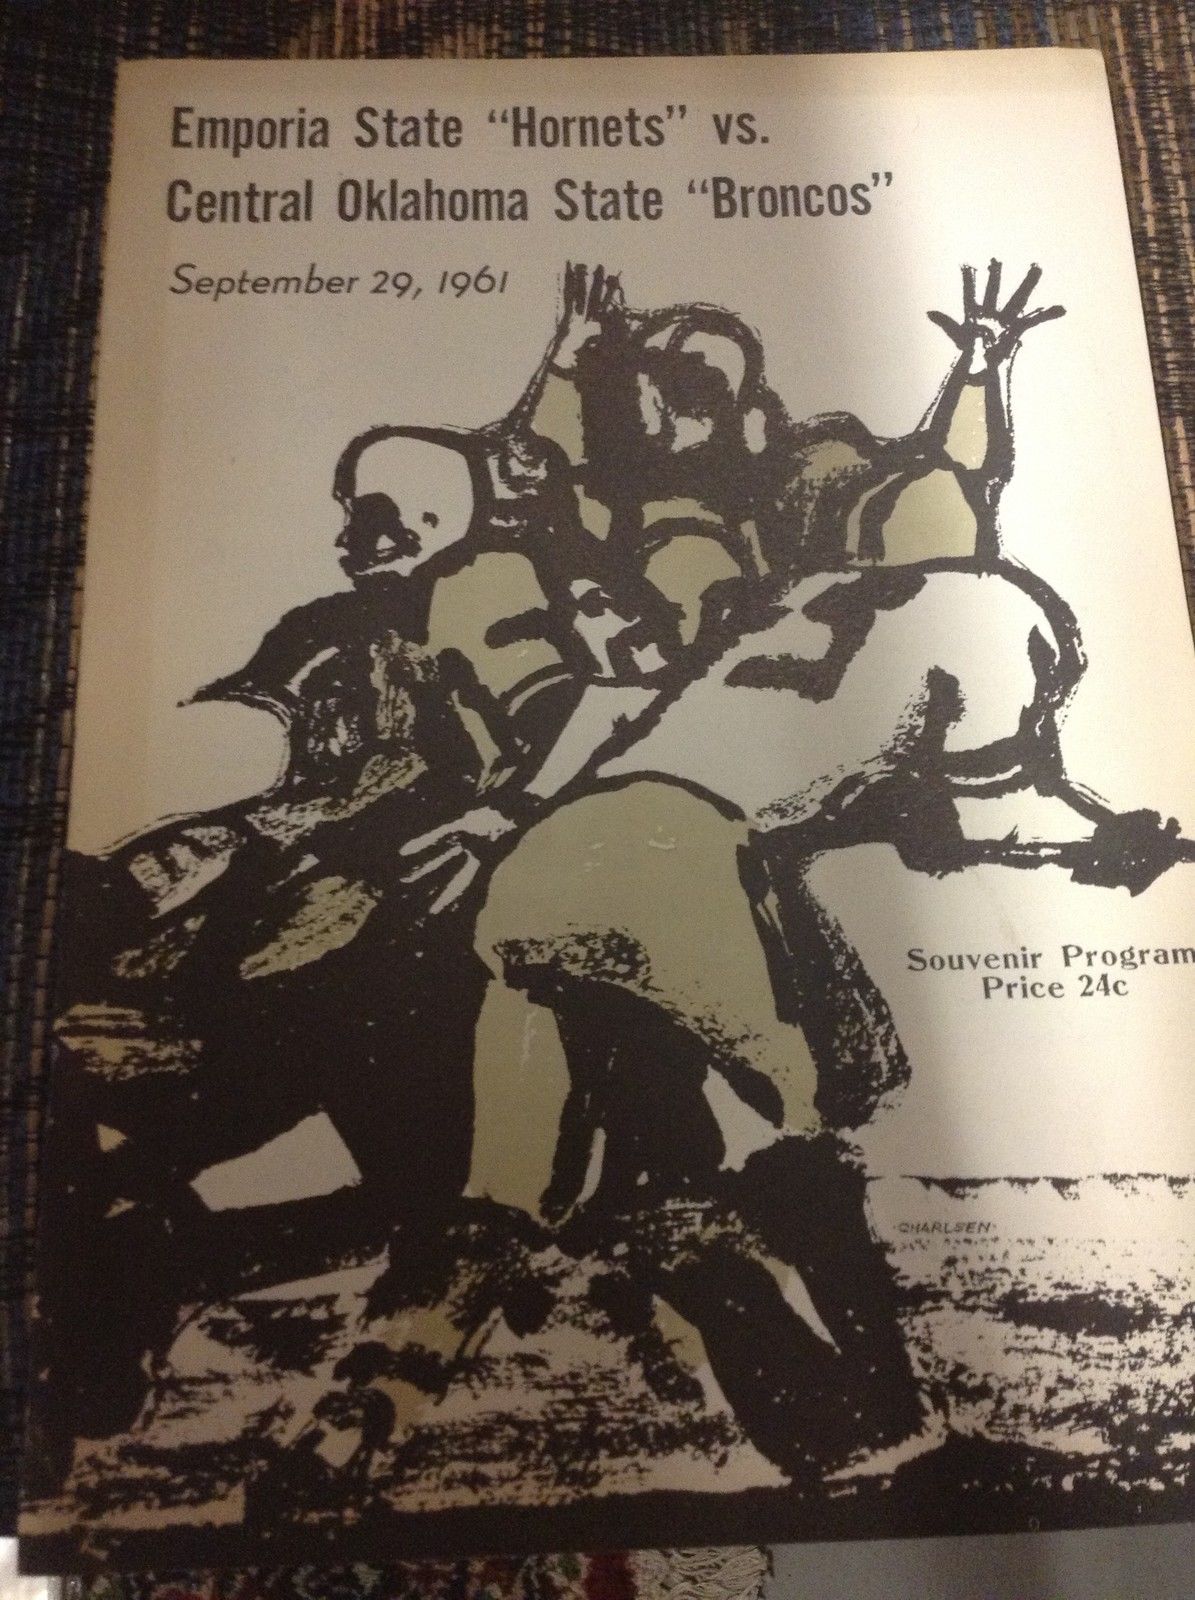 Emporia State “Hornets” vs.
Central Oklahoma State “Broncos”
September 29, 1961
Souvenir Program
Price 24c
CHARLSEN